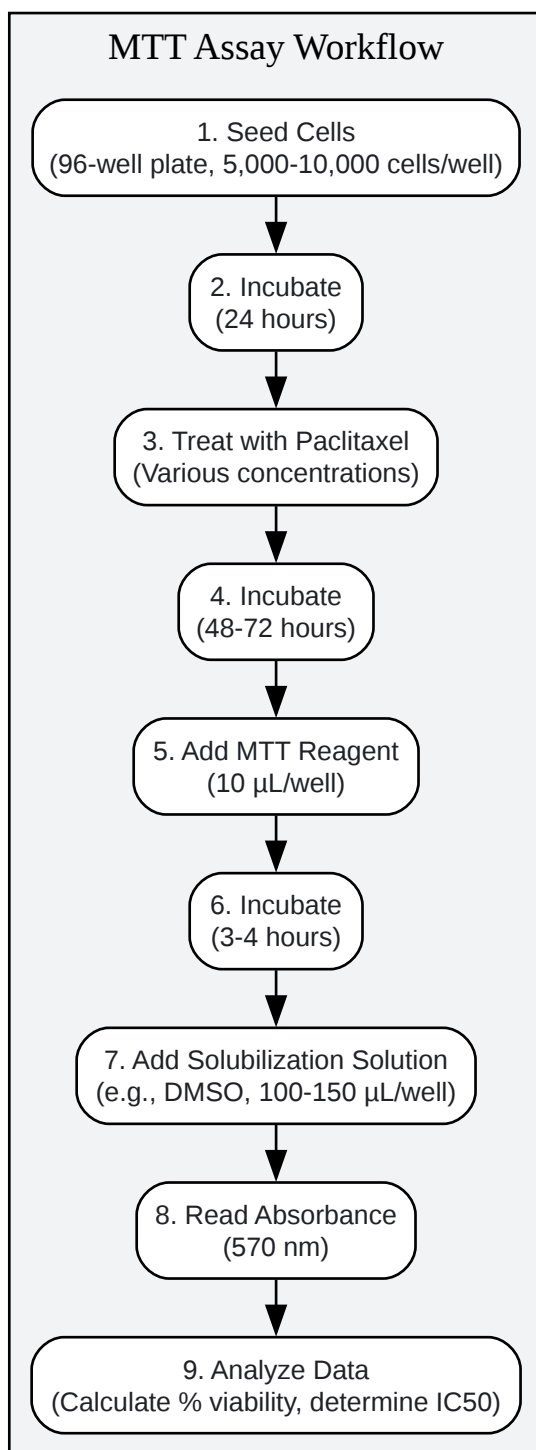 MTT Assay Workflow
1. Seed Cells
(96-well plate, 5,000-10,000 cells/well)
2. Incubate
(24 hours)
3. Treat with Paclitaxel
(Various concentrations)
4. Incubate
(48-72 hours)
5. Add MTT Reagent
(10 µL/well)
6. Incubate
(3-4 hours)
7. Add Solubilization Solution
(e.g., DMSO, 100-150 µL/well)
8. Read Absorbance
(570 nm)
9. Analyze Data
(Calculate % viability, determine IC50)